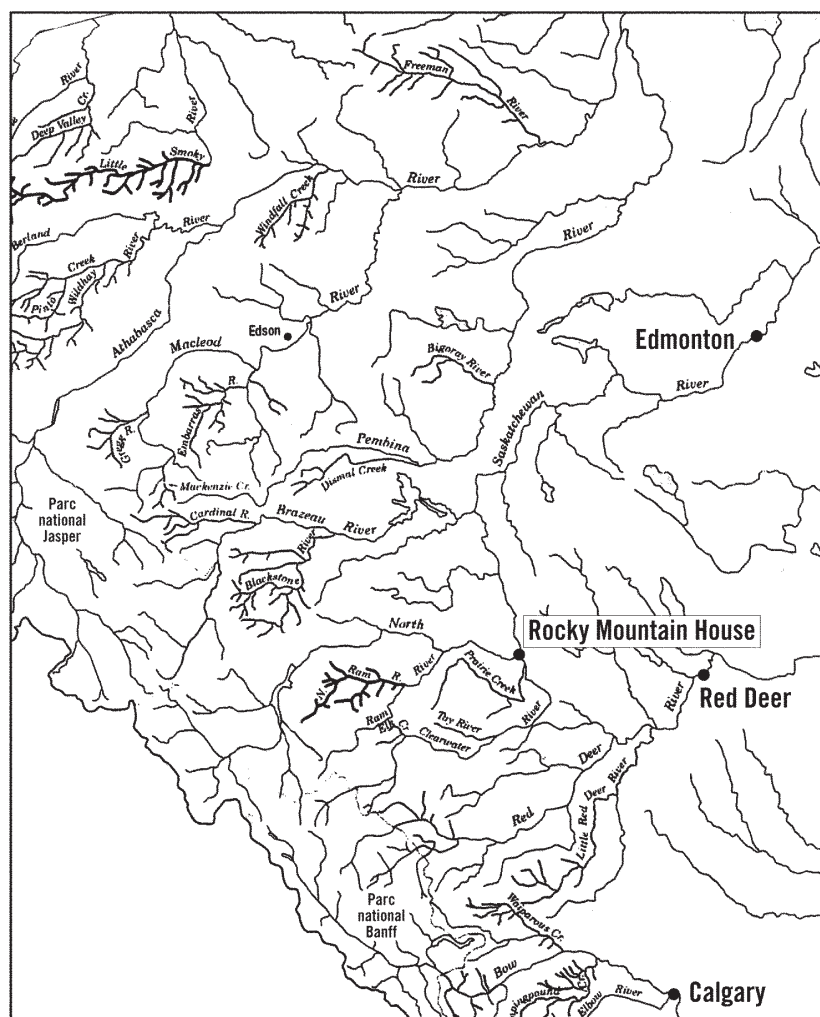 Freeman
River
River
Cr.
Deep Valley
River
Little
Smoky
River
Windfall Creek
Berland
River
River
Creek
River
Pinto
Wildhay
River
Athabasca
Edson
Macleod
R.
Bigoray River
Edmonton
River
Saskatchewan
Gregg R.
Embarras
Pembina
Dismal Creek
Mackenzie Cr.
Cardinal R.
Brazeau
River
Parc
national
Jasper
River
Blackstone
North
Rocky Mountain House
Ram
R.
N.
River
Prairie Creek
Red Deer
River
Ram
Elk Cr.
Tay River
Clearwater
River
Deer
Red
Little Red Deer River
Parc
national
Banff
Waiparous Cr.
Bow
Cr.
Elbow
River
Calgary